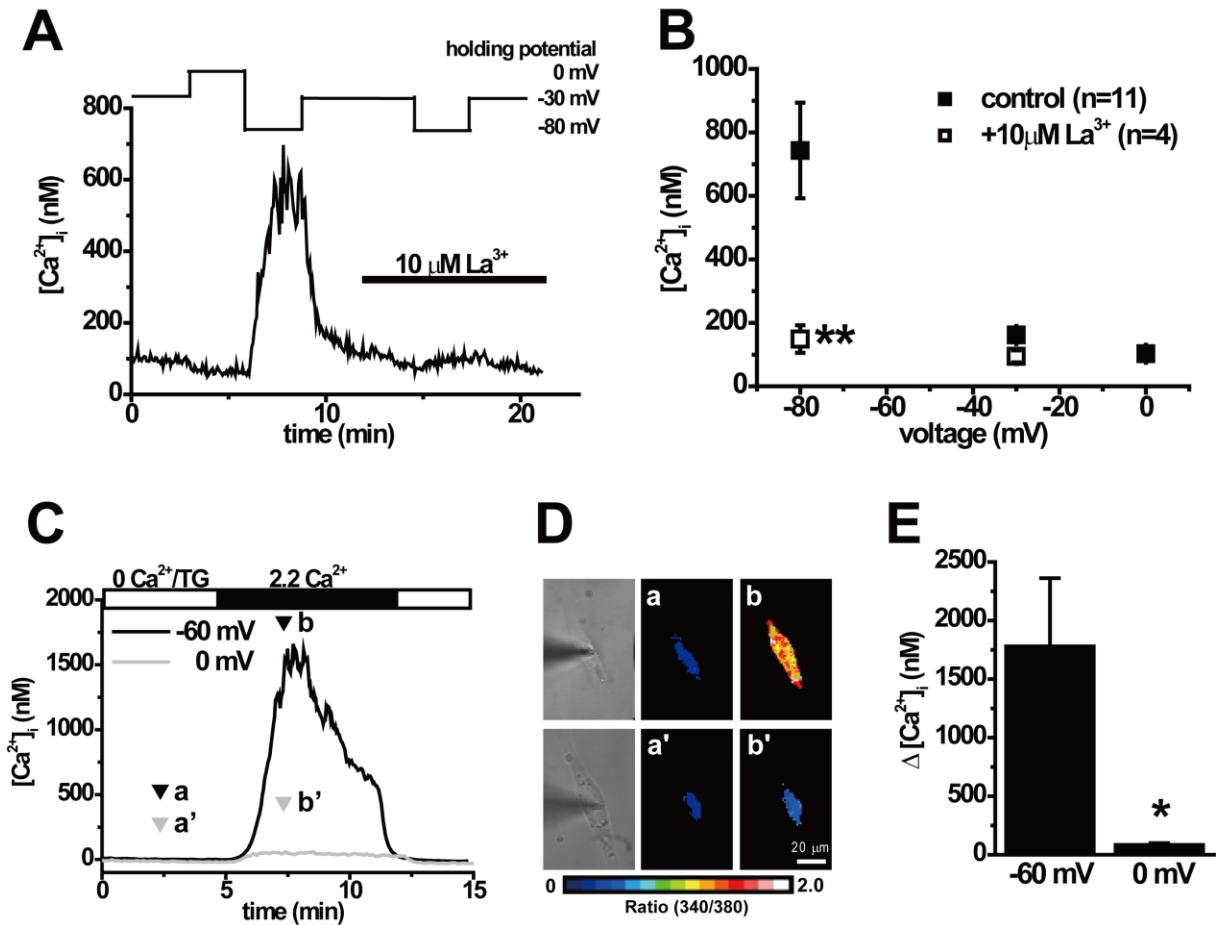 A
holding potential
0 mV
-30 mV
-80 mV
800
600
400
200
0
[Ca²⁺]ᵢ (nM)
10 μM La³⁺
0 10 20
time (min)
B
1000
800
600
400
200
0
[Ca²⁺]ᵢ (nM)
control (n=11)
+10μM La³⁺ (n=4)
**
-80 -60 -40 -20 0
voltage (mV)
C
0 Ca²⁺/TG 2.2 Ca²⁺
2000
1500
1000
500
0
[Ca²⁺]ᵢ (nM)
-60 mV
0 mV
b
a
a'
b'
0 5 10 15
time (min)
D
a b
a' b'
20 μm
0 2.0
Ratio (340/380)
E
2500
2000
1500
1000
500
0
Δ [Ca²⁺]ᵢ (nM)
*
-60 mV 0 mV